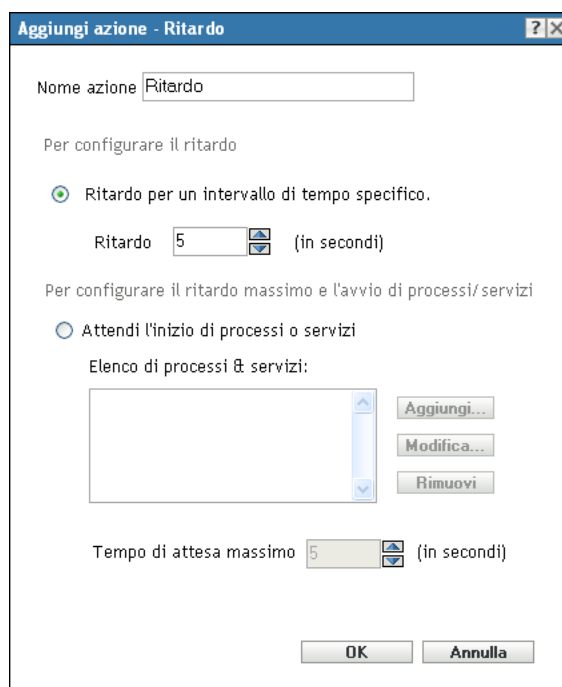 Aggiungi azione - Ritardo
Nome azione Ritardo
Per configurare il ritardo
Ritardo per un intervallo di tempo specifico.
Ritardo 5 (in secondi)
Per configurare il ritardo massimo e l'avvio di processi/servizi
Attendi l'inizio di processi o servizi
Elenco di processi & servizi:
Aggiungi...
Modifica...
Rimuovi
Tempo di attesa massimo 5 (in secondi)
OK Annulla